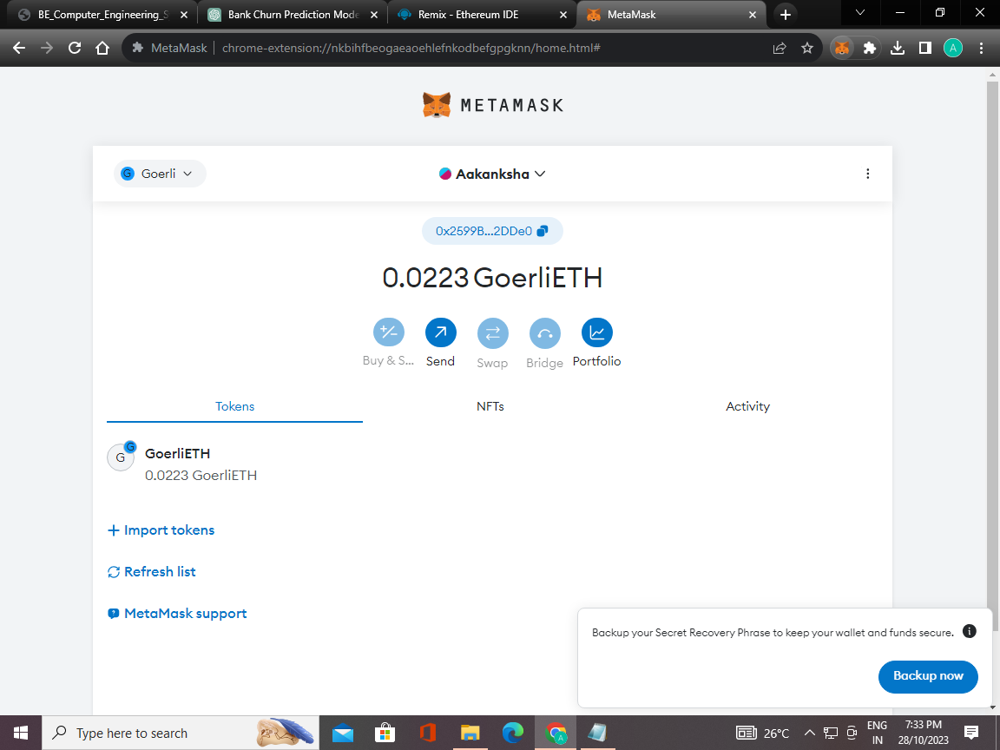 BE_Computer_Engineering_S
Bank Churn Prediction Mode
Remix - Ethereum IDE
MetaMask
MetaMask
chrome-extension://nkbihfbeogaeaoehlefnkodbefgpgknn/home.html#
A
METAMASK
G Goerli
Aakanksha
0x2599B...2DDe0
0.0223 GoerliETH
Buy & S...
Send
Swap
Bridge
Portfolio
Tokens
NFTs
Activity
G
G
GoerliETH
0.0223 GoerliETH
+ Import tokens
Refresh list
MetaMask support
Backup your Secret Recovery Phrase to keep your wallet and funds secure.
Backup now
Type here to search
26°C
ENG
IN
7:33 PM
28/10/2023